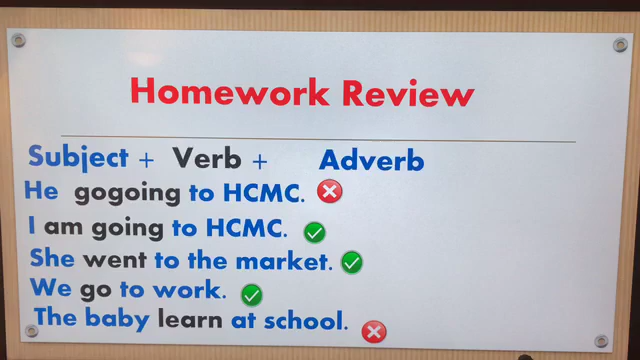 Homework Review
Subject + Verb + Adverb
He gogoing to HCMC.
I am going to HCMC.
She went to the market.
We go to work.
The baby learn at school.